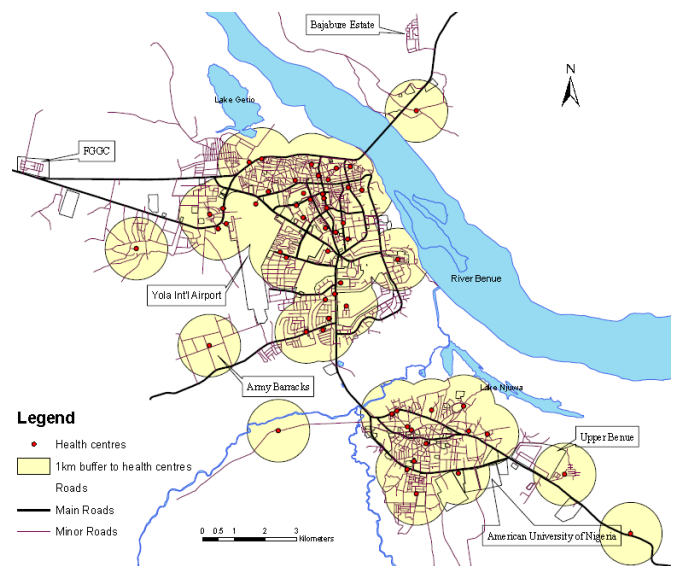 Bajabure Estate
N
Lake Gerio
FGGC
River Benue
Yola Int'l Airport
Army Barracks
Lake Njuwa
Legend
Health centres
1km buffer to health centres
Roads
Main Roads
Minor Roads
Upper Benue
American University of Nigeria
0 0.5 1 2 3
Kilometers